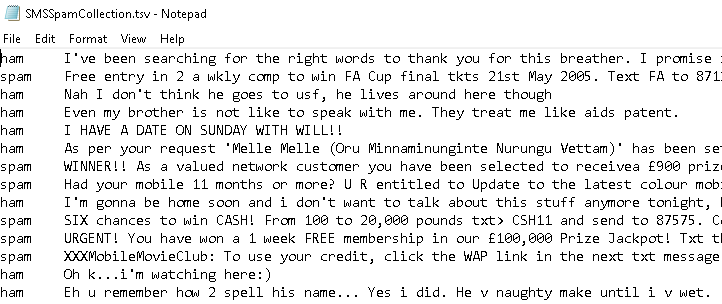 SMSSpamCollection.tsv - Notepad
File Edit Format View Help
ham I've been searching for the right words to thank you for this breather. I promise
spam Free entry in 2 a wkly comp to win FA Cup final tkts 21st May 2005. Text FA to
ham Nah I don't think he goes to usf, he lives around here though
ham Even my brother is not like to speak with me. They treat me like aids patent.
ham I HAVE A DATE ON SUNDAY WITH WILL!!
ham As per your request 'Melle Melle (Oru Minnaminunginte Nurungu Vettam)' has been
spam WINNER!! As a valued network customer you have been selected to receivea £900
spam Had your mobile 11 months or more? U R entitled to Update to the latest colour
ham I'm gonna be home soon and i don't want to talk about this stuff anymore tonight,
spam SIX chances to win CASH! From 100 to 20,000 pounds txt> CSH11 and send to 87575.
spam URGENT! You have won a 1 week FREE membership in our £100,000 Prize Jackpot! Txt
spam XXXMobileMovieClub: To use your credit, click the WAP link in the next txt message
ham Oh k...i'm watching here:)
ham Eh u remember how 2 spell his name... Yes i did. He v naughty make until i v wet.